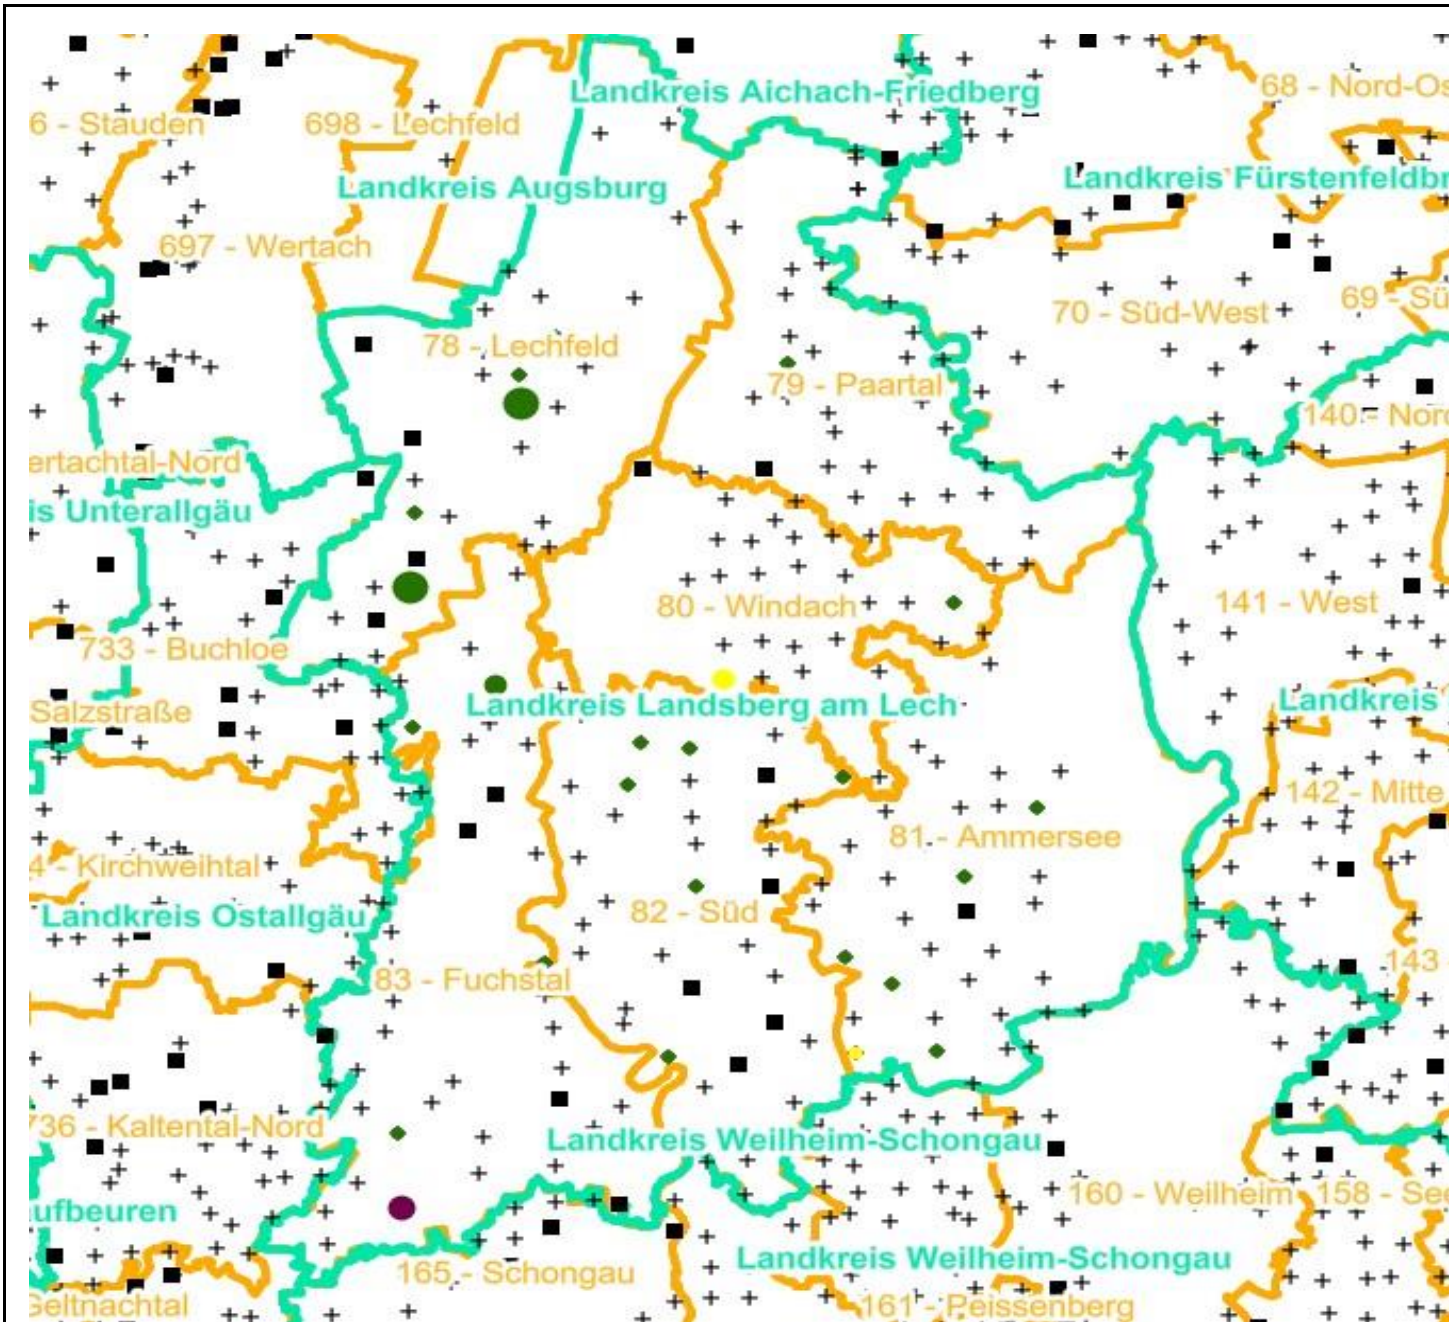 Landkreis Aichach-Friedberg
68 - Nord-Os
6 - Stauden
698 - Lechfeld
Landkreis Augsburg
Landkreis Fürstenfeldbr
697 - Wertach
70 - Süd-West
69 - Sü
78 - Lechfeld
79 - Paartal
140 - Nord
ertachtal-Nord
is Unterallgäu
80 - Windach
141 - West
733 - Buchloe
Landkreis
Salzstraße
Landkreis Landsberg am Lech
142 - Mitte
81 - Ammersee
4 - Kirchweihtal
82 - Süd
Landkreis Ostallgäu
143 -
83 - Fuchstal
736 - Kaltental-Nord
Landkreis Weilheim-Schongau
160 - Weilheim
158 - See
ufbeuren
Landkreis Weilheim-Schongau
165 - Schongau
Geltnachtal
161 - Peissenberg